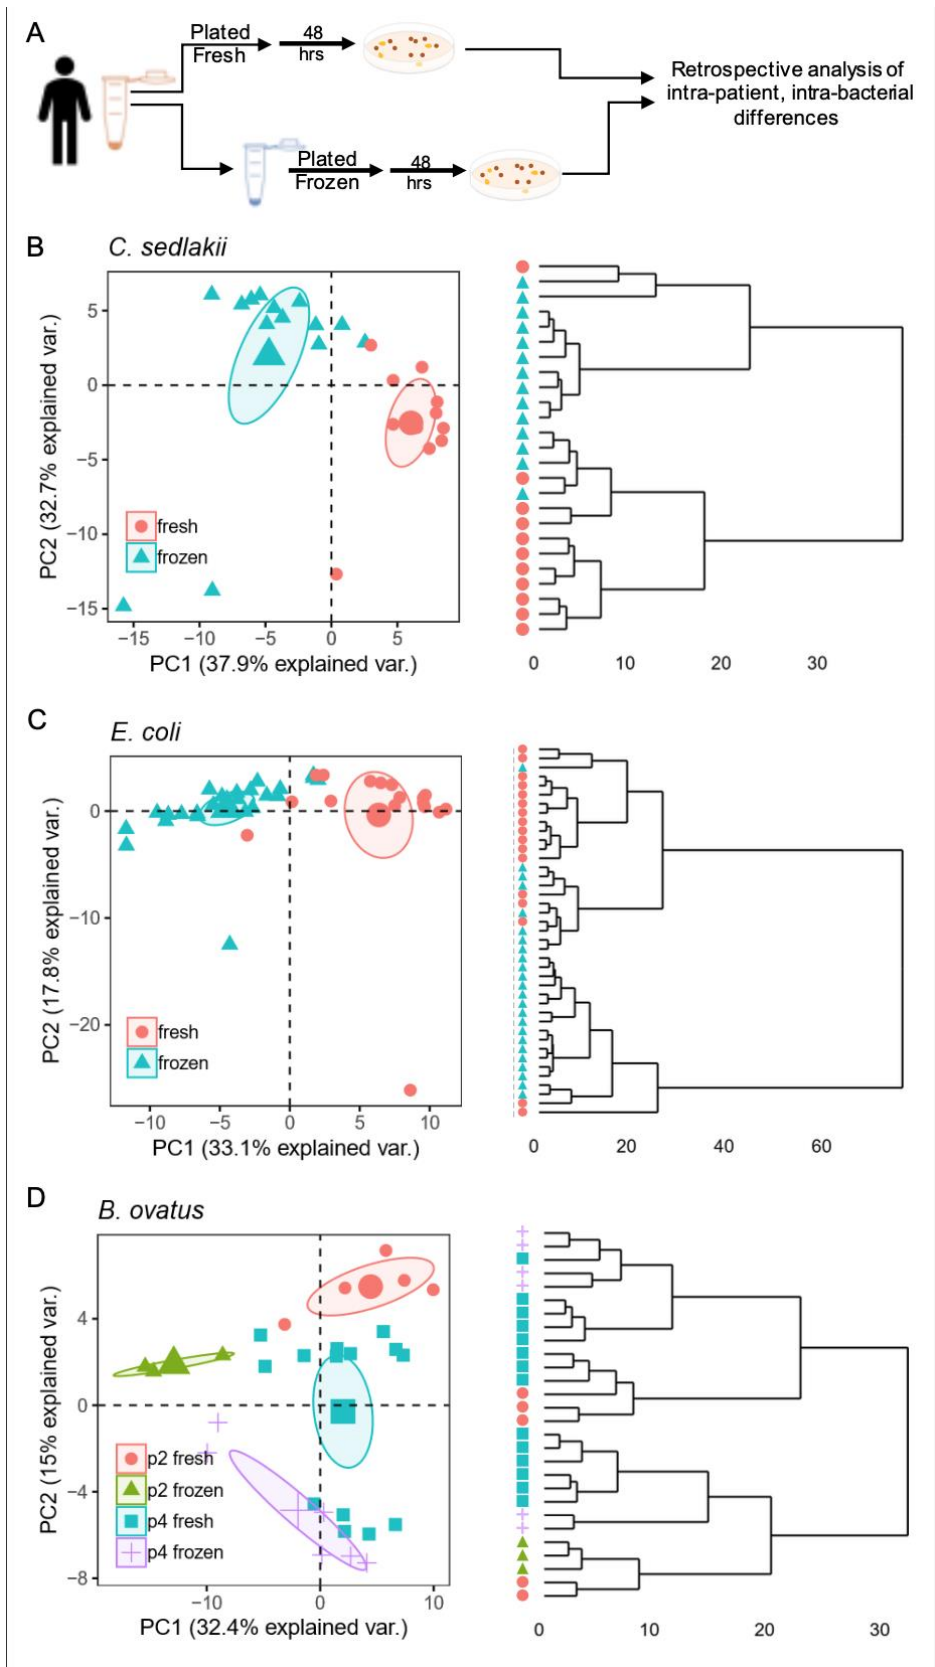 A
Plated
Fresh
48
hrs
Plated
Frozen
48
hrs
Retrospective analysis of
intra-patient, intra-bacterial
differences
B
C. sedlakii
PC2 (32.7% explained var.)
5
0
−5
−10
−15
fresh
frozen
−15 −10 −5 0 5
PC1 (37.9% explained var.)
0 10 20 30
C
E. coli
PC2 (17.8% explained var.)
0
−10
−20
fresh
frozen
−10 −5 0 5 10
PC1 (33.1% explained var.)
0 20 40 60
D
B. ovatus
PC2 (15% explained var.)
4
0
−4
−8
p2 fresh
p2 frozen
p4 fresh
p4 frozen
−10 0 10
PC1 (32.4% explained var.)
0 10 20 30